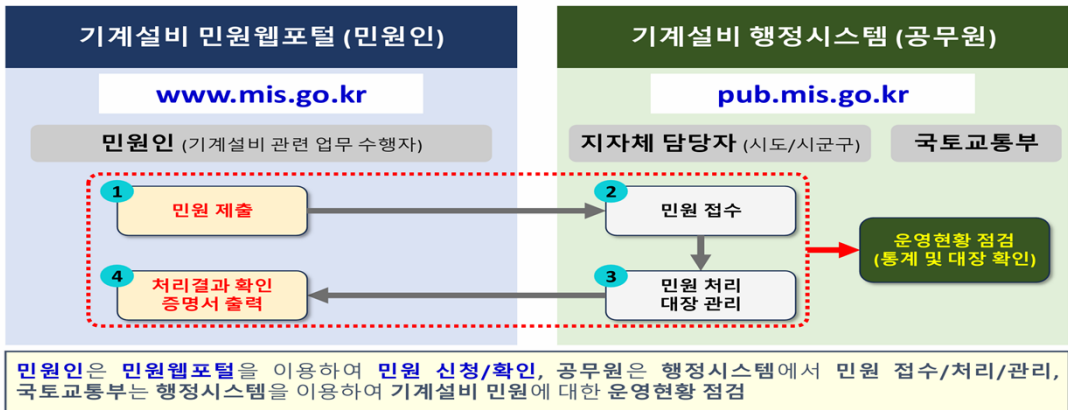 기계설비 민원웹포털 (민원인)
기계설비 행정시스템 (공무원)
www.mis.go.kr
pub.mis.go.kr
민원인 (기계설비 관련 업무 수행자)
지자체 담당자 (시도/시군구)
국토교통부
1
민원 제출
2
민원 접수
운영현황 점검
(통계 및 대장 확인)
4
처리결과 확인
증명서 출력
3
민원 처리
대장 관리
민원인은 민원웹포털을 이용하여 민원 신청/확인, 공무원은 행정시스템에서 민원 접수/처리/관리,
국토교통부는 행정시스템을 이용하여 기계설비 민원에 대한 운영현황 점검